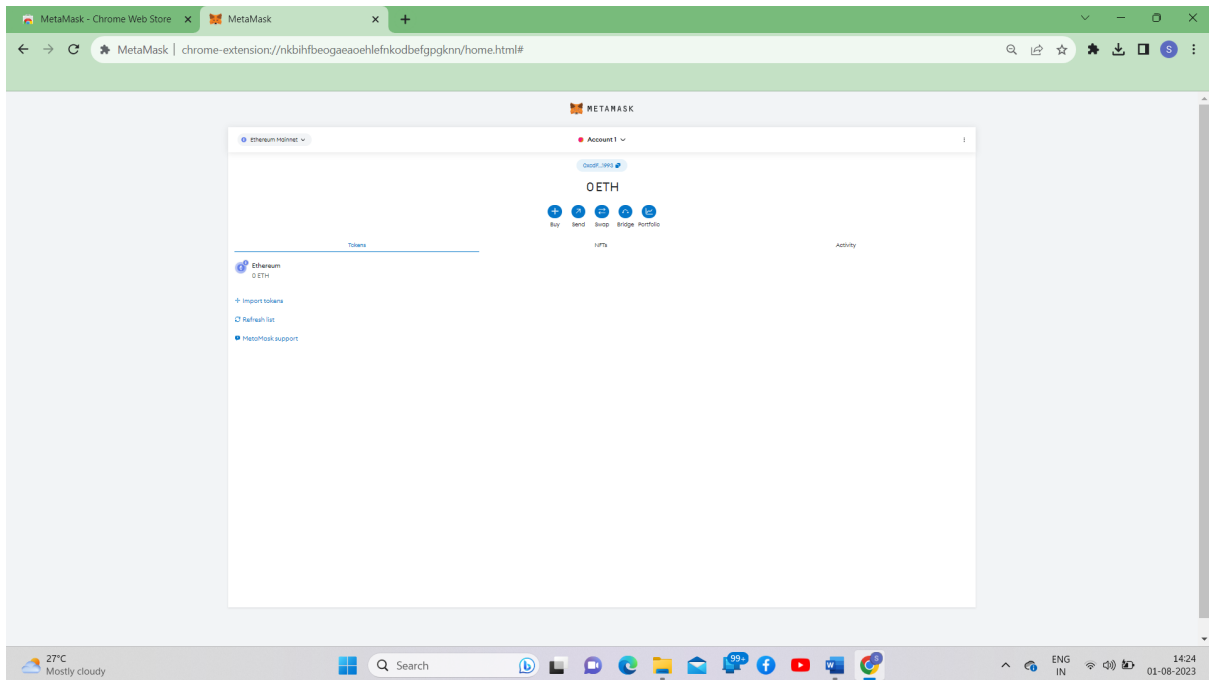 MetaMask - Chrome Web Store
MetaMask
MetaMask | chrome-extension://nkbihfbeogaeaoehlefnkodbefgpgknn/home.html#
S
METAMASK
Ethereum Mainnet
Account 1
0 ETH
Buy Send Swap Bridge Portfolio
Tokens NFTs Activity
Ethereum
0 ETH
+ Import tokens
Refresh list
MetaMask support
27°C
Mostly cloudy
Search
99+
S
ENG
IN
14:24
01-08-2023